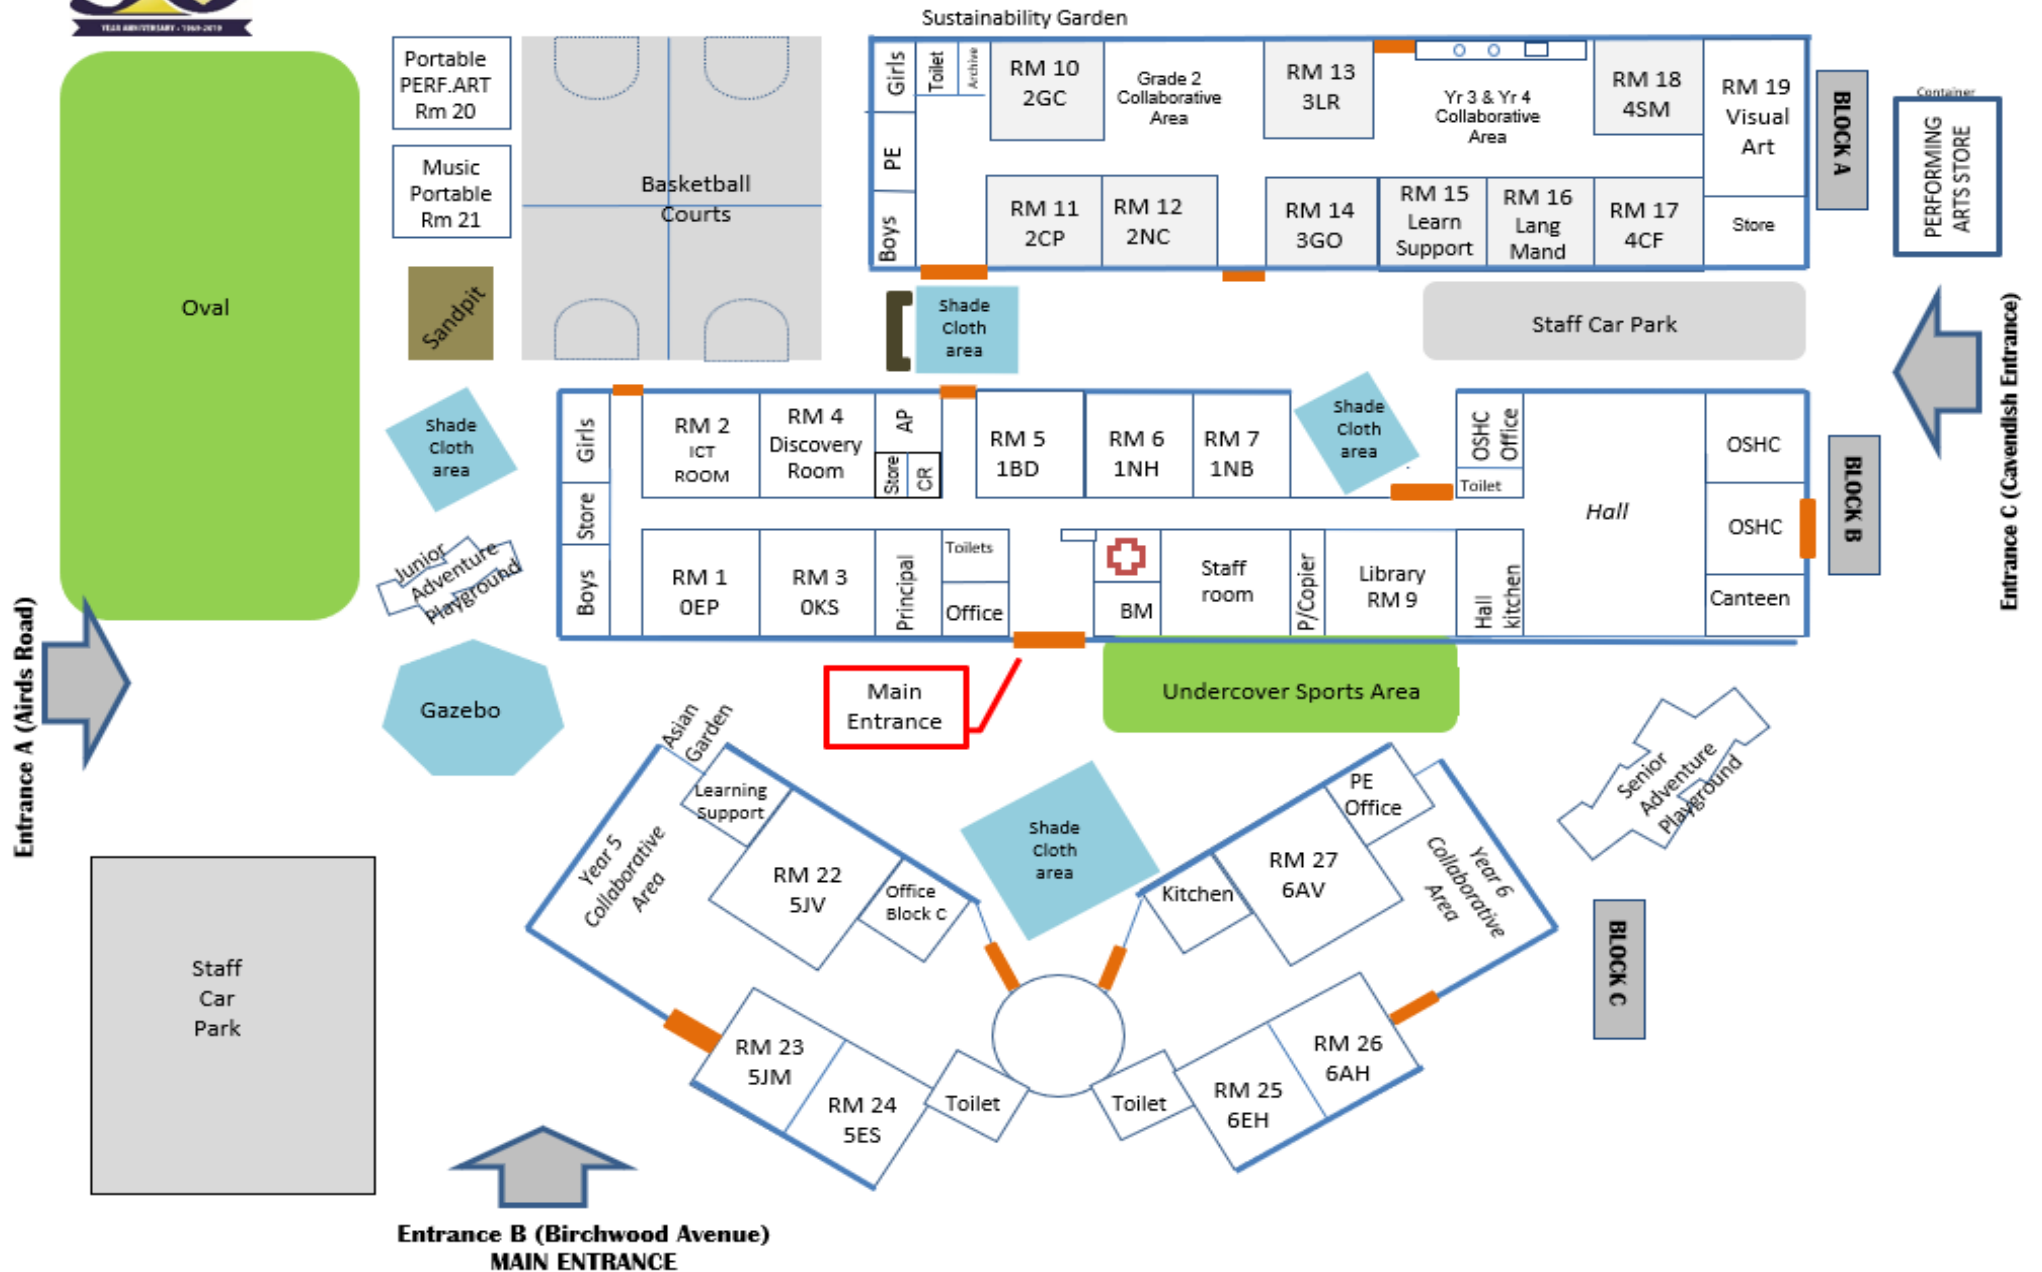 YEAR ANNIVERSARY - 1969-2019
Sustainability Garden
Portable
PERF.ART
Rm 20
Music
Portable
Rm 21
Basketball
Courts
Oval
Sandpit
Girls
Toilet
Archive
PE
Boys
RM 10
2GC
Grade 2
Collaborative
Area
RM 13
3LR
Yr 3 & Yr 4
Collaborative
Area
RM 18
4SM
RM 19
Visual
Art
Store
RM 11
2CP
RM 12
2NC
RM 14
3GO
RM 15
Learn
Support
RM 16
Lang
Mand
RM 17
4CF
BLOCK A
Container
PERFORMING
ARTS STORE
Shade
Cloth
area
Staff Car Park
Entrance C (Cavendish Entrance)
Shade
Cloth
area
Girls
Store
Boys
RM 2
ICT
ROOM
RM 4
Discovery
Room
AP
Store
CR
RM 5
1BD
RM 6
1NH
RM 7
1NB
Shade
Cloth
area
OSHC
Office
Toilet
Hall
OSHC
OSHC
Canteen
BLOCK B
RM 1
0EP
RM 3
0KS
Principal
Toilets
Office
BM
Staff
room
P/Copier
Library
RM 9
Hall
kitchen
Junior
Adventure
Playground
Entrance A (Airds Road)
Gazebo
Main
Entrance
Undercover Sports Area
Asian
Garden
Learning
Support
Year 5
Collaborative
Area
RM 22
5JV
Office
Block C
Shade
Cloth
area
PE
Office
Kitchen
RM 27
6AV
Year 6
Collaborative
Area
Senior
Adventure
Playground
BLOCK C
Staff
Car
Park
RM 23
5JM
RM 24
5ES
Toilet
Toilet
RM 25
6EH
RM 26
6AH
Entrance B (Birchwood Avenue)
MAIN ENTRANCE